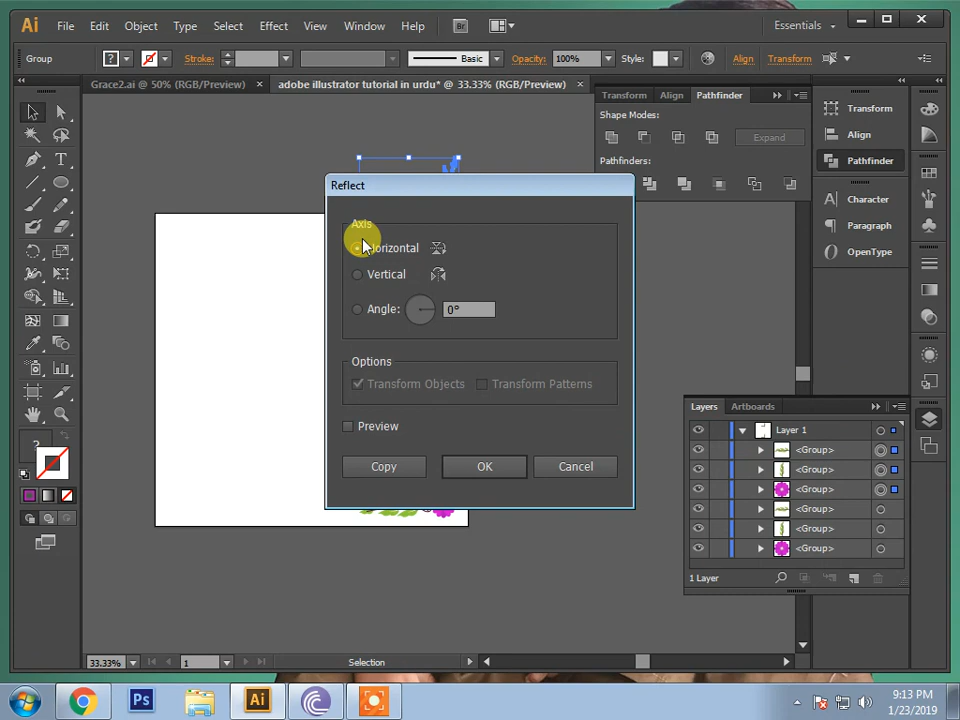 Ai File Edit Object Type Select Effect View Window Help Br Essentials
Group ? Stroke: Basic Opacity: 100% Style: Align Transform
Grace2.ai @ 50% (RGB/Preview) adobe illustrator tutorial in urdu* @ 33.33% (RGB/Preview)
Transform Align Pathfinder
Shape Modes:
Expand
Pathfinders:
Transform
Align
Pathfinder
Character
Paragraph
OpenType
Reflect
Axis
Horizontal
Vertical
Angle: 0°
Options
Transform Objects Transform Patterns
Preview
Copy OK Cancel
Layers Artboards
Layer 1
<Group>
<Group>
<Group>
<Group>
<Group>
<Group>
1 Layer
?
33.33% 1 Selection
Ps Ai 9:13 PM
1/23/2019